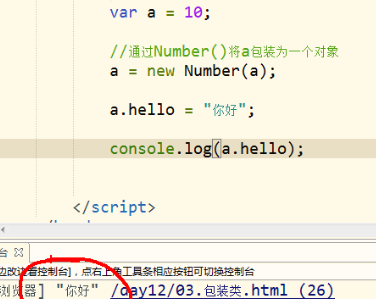 var a = 10;
//通过Number()将a包装为一个对象
a = new Number(a);
a.hello = "你好";
console.log(a.hello);
</script>
台
边改边看控制台],点右上角工具条相应按钮可切换控制台
浏览器] "你好" /day12/03.包装类.html (26)